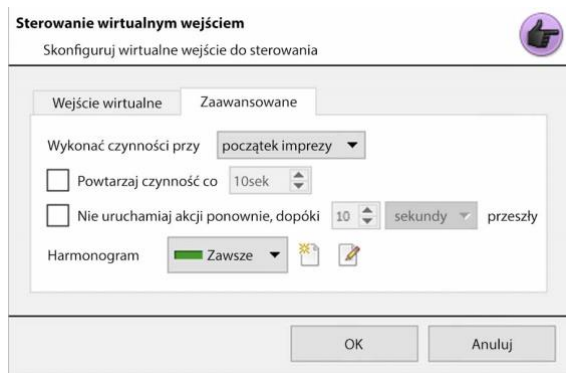 Sterowanie wirtualnym wejściem
Skonfiguruj wirtualne wejście do sterowania
Wejście wirtualne Zaawansowane
Wykonać czynności przy początek imprezy
Powtarzaj czynność co 10sek
Nie uruchamiaj akcji ponownie, dopóki 10 sekundy przeszły
Harmonogram Zawsze
OK Anuluj